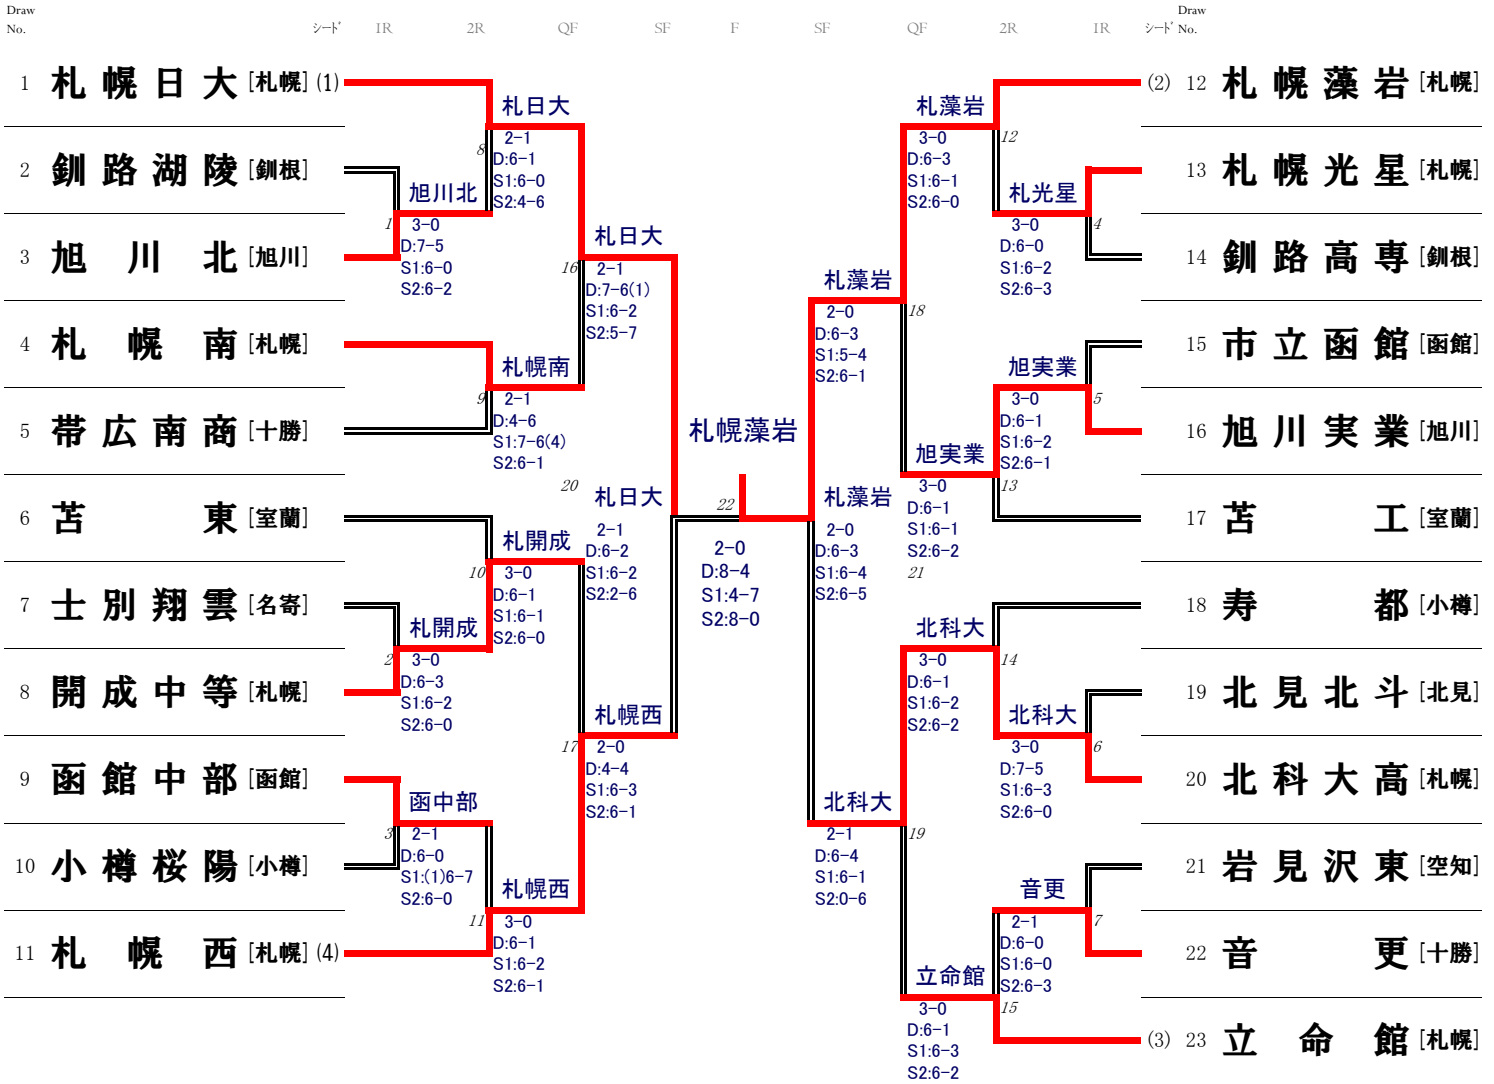 Draw
No. シード 1R 2R QF SF F SF QF 2R 1R シード Draw
No.
1 札幌日大 [札幌] (1)
2 釧路湖陵 [釧根]
3 旭川北 [旭川]
4 札幌南 [札幌]
5 帯広南商 [十勝]
6 苫東 [室蘭]
7 士別翔雲 [名寄]
8 開成中等 [札幌]
9 函館中部 [函館]
10 小樽桜陽 [小樽]
11 札幌西 [札幌] (4)
1
旭川北
3-0
D:7-5
S1:6-0
S2:6-2
2
札開成
3-0
D:6-3
S1:6-2
S2:6-0
3
函中部
2-1
D:6-0
S1:(1)6-7
S2:6-0
8
札日大
2-1
D:6-1
S1:6-0
S2:4-6
9
札幌南
2-1
D:4-6
S1:7-6(4)
S2:6-1
10
札開成
3-0
D:6-1
S1:6-1
S2:6-0
11
札幌西
3-0
D:6-1
S1:6-2
S2:6-1
16
札日大
2-1
D:7-6(1)
S1:6-2
S2:5-7
17
札幌西
2-0
D:4-4
S1:6-3
S2:6-1
20
札日大
2-1
D:6-2
S1:6-2
S2:2-6
札幌藻岩
22
2-0
D:8-4
S1:4-7
S2:8-0
札藻岩
2-0
D:6-3
S1:5-4
S2:6-1
18
札藻岩
2-0
D:6-3
S1:6-4
S2:6-5
21
北科大
2-1
D:6-4
S1:6-1
S2:0-6
19
札藻岩
3-0
D:6-3
S1:6-1
S2:6-0
12
旭実業
3-0
D:6-1
S1:6-1
S2:6-2
13
北科大
3-0
D:6-1
S1:6-2
S2:6-2
14
立命館
3-0
D:6-1
S1:6-3
S2:6-2
15
札光星
3-0
D:6-0
S1:6-2
S2:6-3
4
旭実業
3-0
D:6-1
S1:6-2
S2:6-1
5
北科大
3-0
D:7-5
S1:6-3
S2:6-0
6
音更
2-1
D:6-0
S1:6-0
S2:6-3
7
(2) 12 札幌藻岩 [札幌]
13 札幌光星 [札幌]
14 釧路高専 [釧根]
15 市立函館 [函館]
16 旭川実業 [旭川]
17 苫工 [室蘭]
18 寿都 [小樽]
19 北見北斗 [北見]
20 北科大高 [札幌]
21 岩見沢東 [空知]
22 音更 [十勝]
(3) 23 立命館 [札幌]